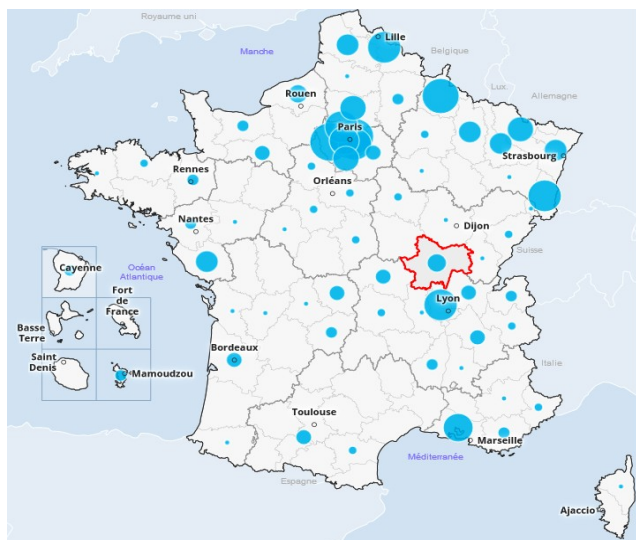 Royaume uni
Lille
Manche
Belgique
Lux.
Allemagne
Rouen
Paris
Strasbourg
Rennes
Orléans
Nantes
Dijon
Suisse
Océan
Atlantique
Cayenne
Fort
de
France
Basse
Terre
Lyon
Saint
Denis
Mamoudzou
Bordeaux
Italie
Toulouse
Marseille
Méditerranée
Espagne
Ajaccio